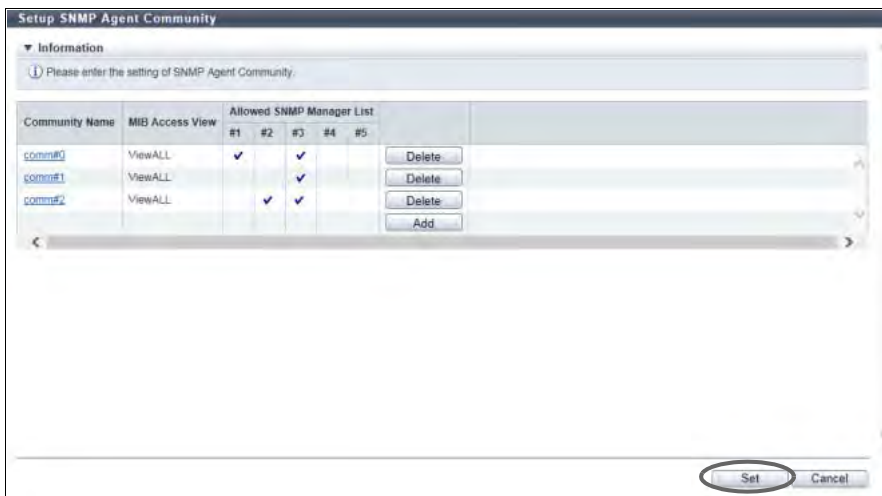 Setup SNMP Agent Community
▼ Information
Please enter the setting of SNMP Agent Community.
Community Name MIB Access View Allowed SNMP Manager List
#1 #2 #3 #4 #5
comm#0 ViewALL ✔ ✔ Delete
comm#1 ViewALL ✔ Delete
comm#2 ViewALL ✔ ✔ Delete
Add
Set Cancel